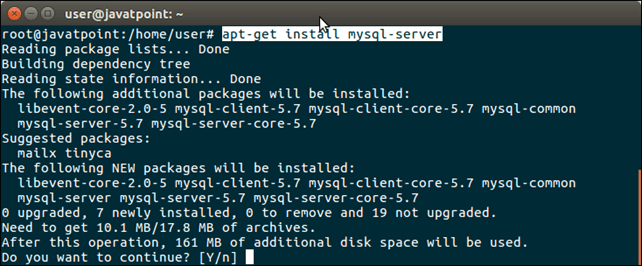 user@javatpoint: ~
root@javatpoint:/home/user# apt-get install mysql-server
Reading package lists... Done
Building dependency tree
Reading state information... Done
The following additional packages will be installed:
  libevent-core-2.0-5 mysql-client-5.7 mysql-client-core-5.7 mysql-common
  mysql-server-5.7 mysql-server-core-5.7
Suggested packages:
  mailx tinyca
The following NEW packages will be installed:
  libevent-core-2.0-5 mysql-client-5.7 mysql-client-core-5.7 mysql-common
  mysql-server mysql-server-5.7 mysql-server-core-5.7
0 upgraded, 7 newly installed, 0 to remove and 19 not upgraded.
Need to get 10.1 MB/17.8 MB of archives.
After this operation, 161 MB of additional disk space will be used.
Do you want to continue? [Y/n]